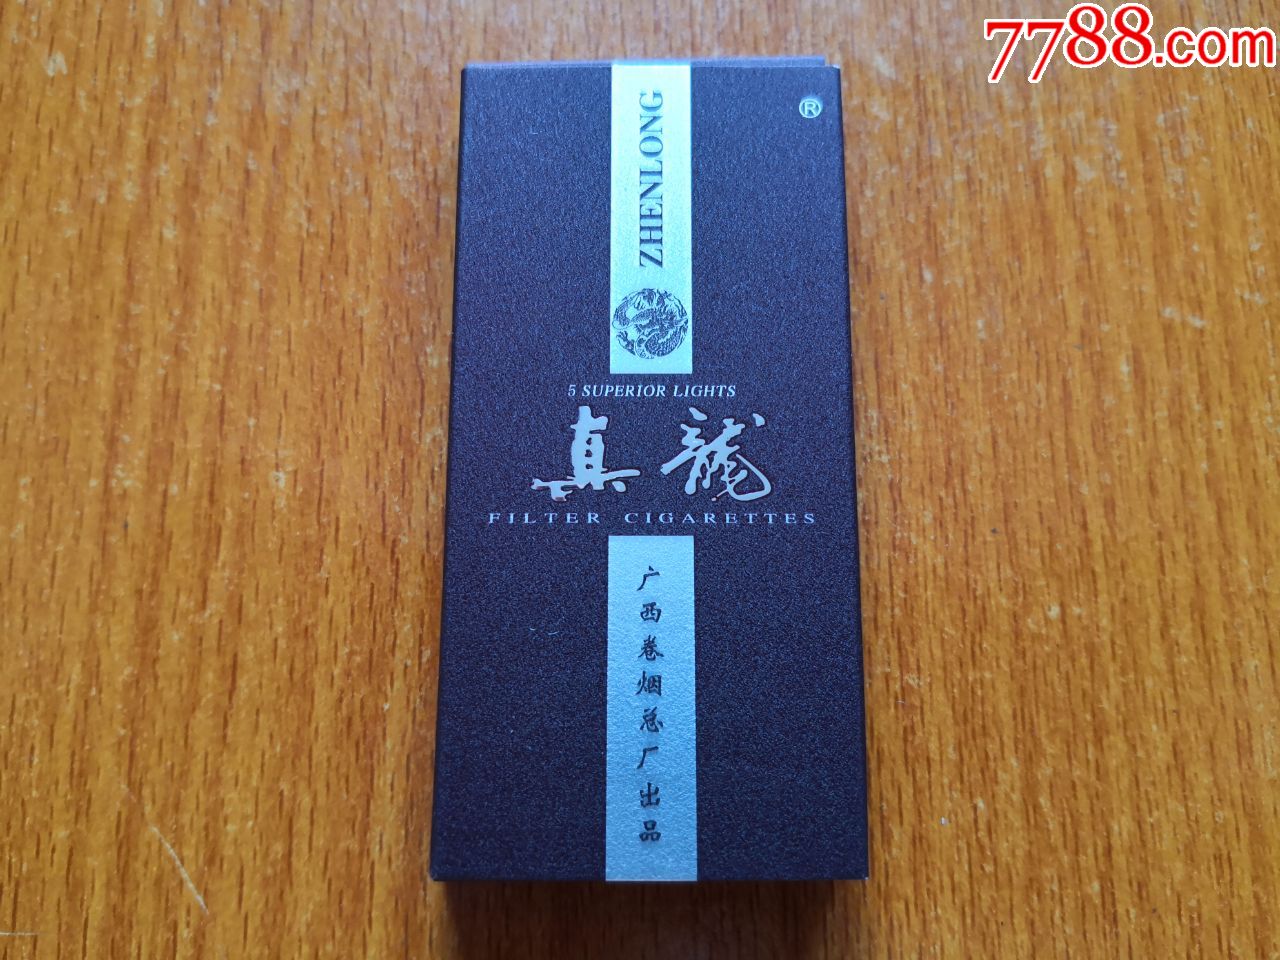 7788.com
®
ZHENLONG
5 SUPERIOR LIGHTS
真龍
FILTER CIGARETTES
广西卷烟总厂出品